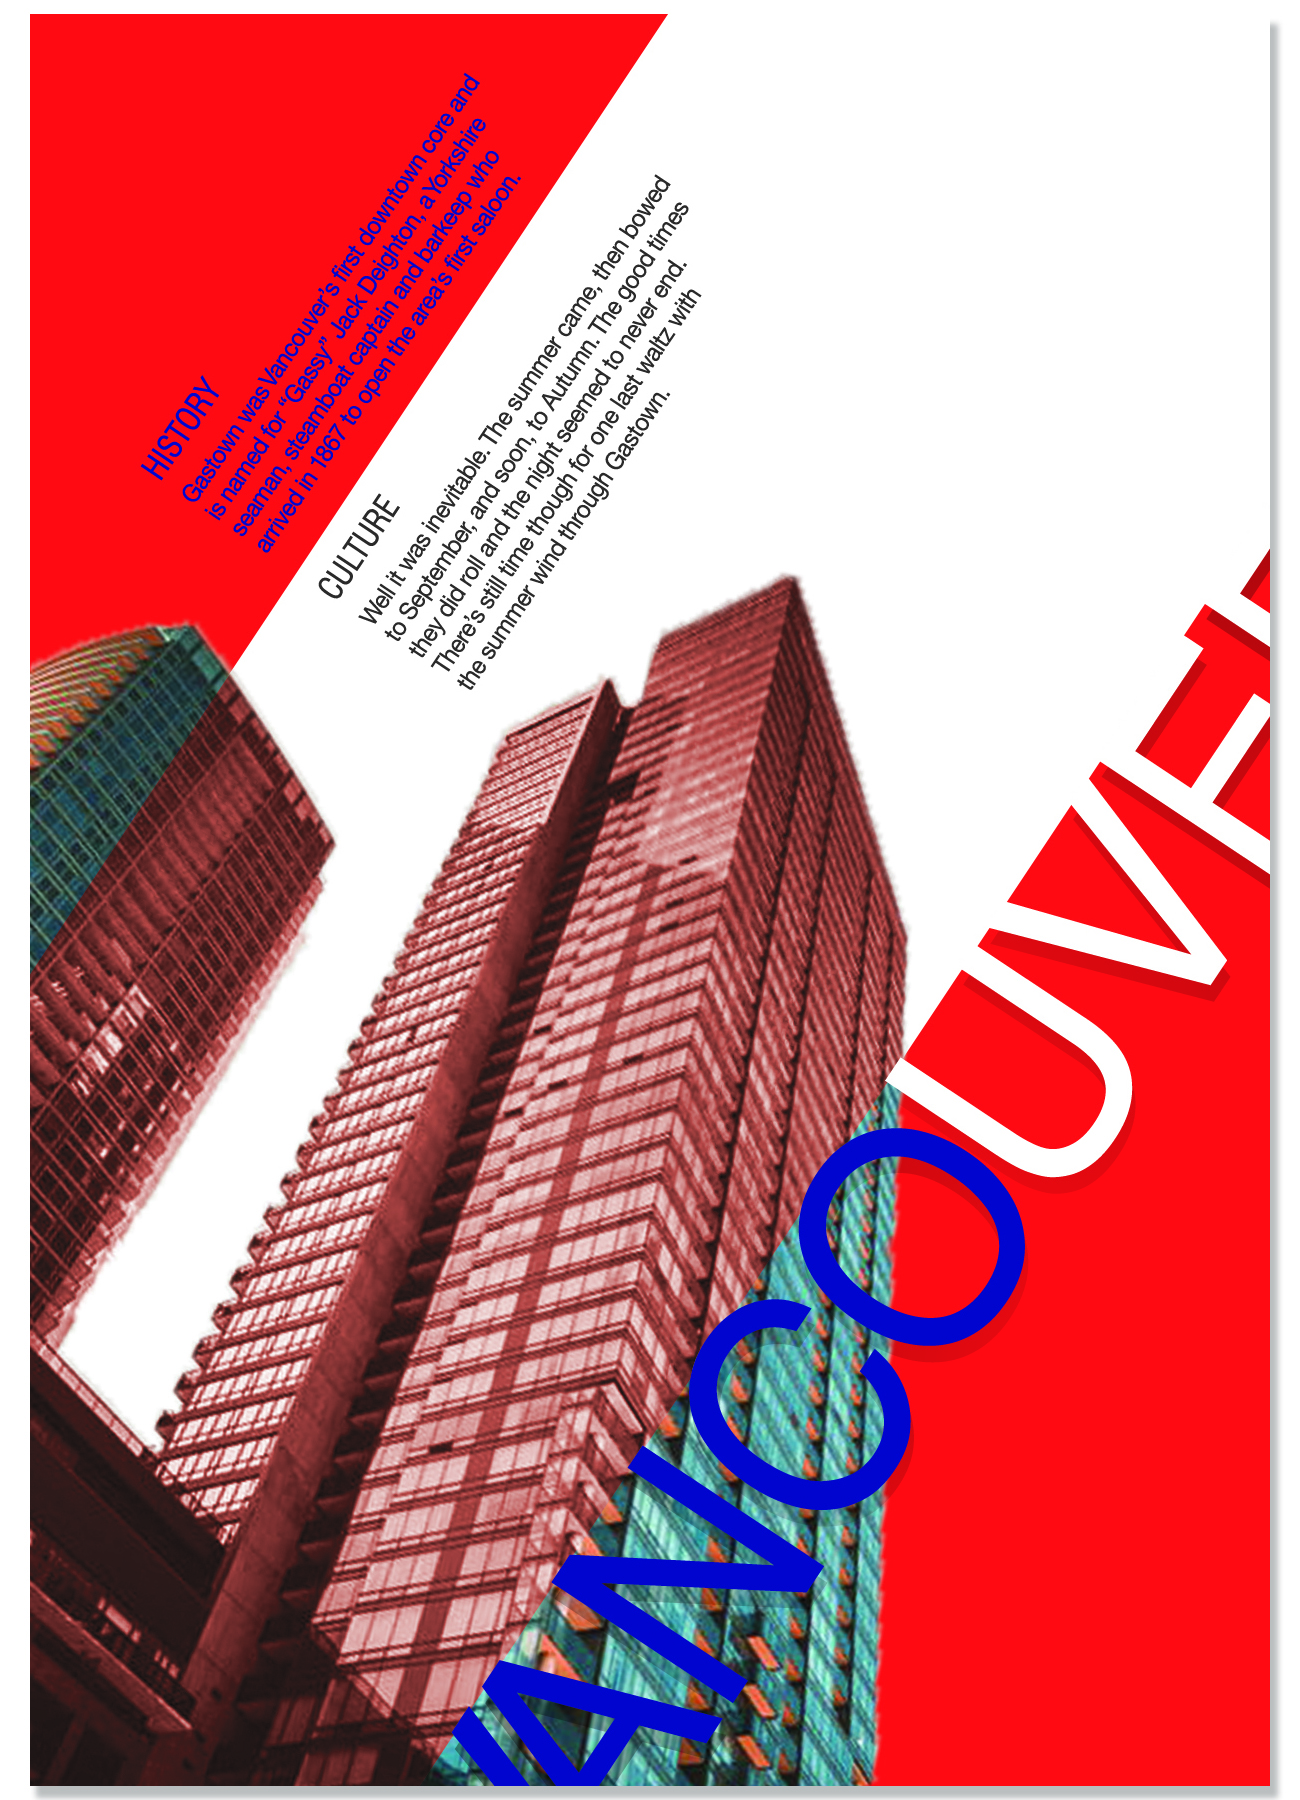 HISTORY
Gastown was Vancouver’s first downtown core and
is named for “Gassy” Jack Deighton, a Yorkshire
seaman, steamboat captain and barkeep who
arrived in 1867 to open the area’s first saloon.
CULTURE
Well it was inevitable. The summer came, then bowed
to September, and soon, to Autumn. The good times
they did roll and the night seemed to never end.
There’s still time though for one last waltz with
the summer wind through Gastown.
VANCOUVE